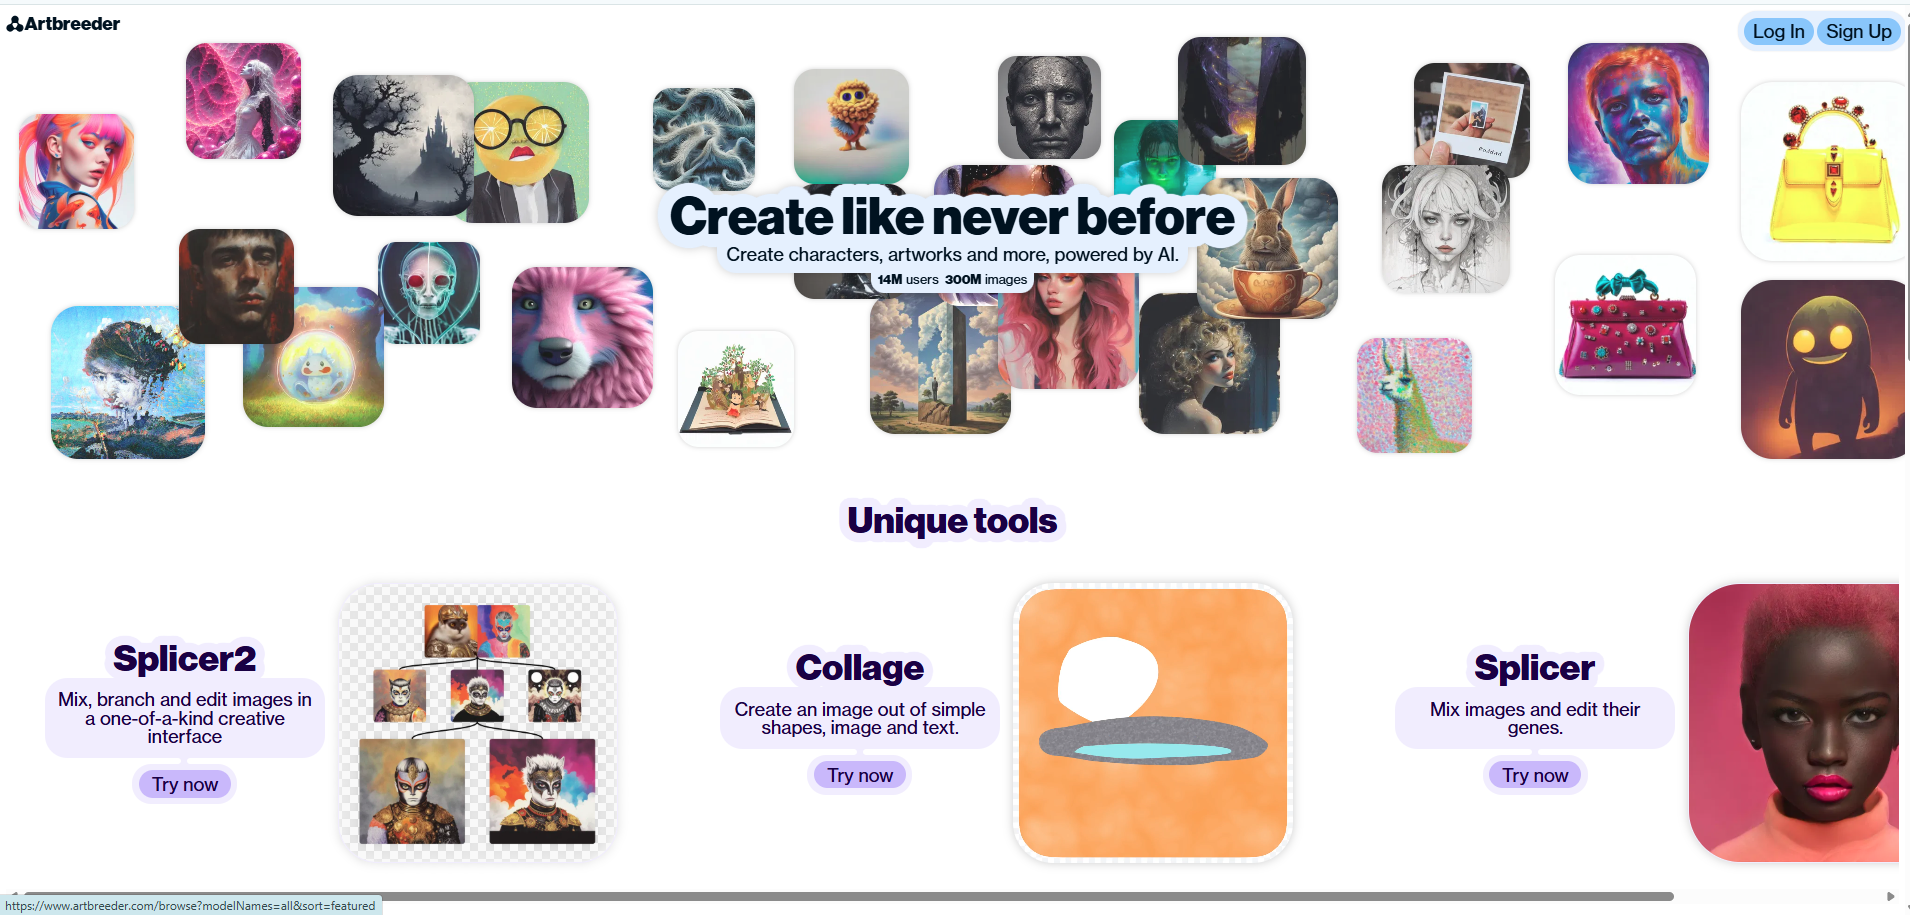 Artbreeder
Log In
Sign Up
Create like never before
Create characters, artworks and more, powered by AI.
14M users 300M images
Unique tools
Splicer2
Mix, branch and edit images in
a one-of-a-kind creative
interface
Try now
Collage
Create an image out of simple
shapes, image and text.
Try now
Splicer
Mix images and edit their
genes.
Try now
https://www.artbreeder.com/browse?modelNames=all&sort=featured